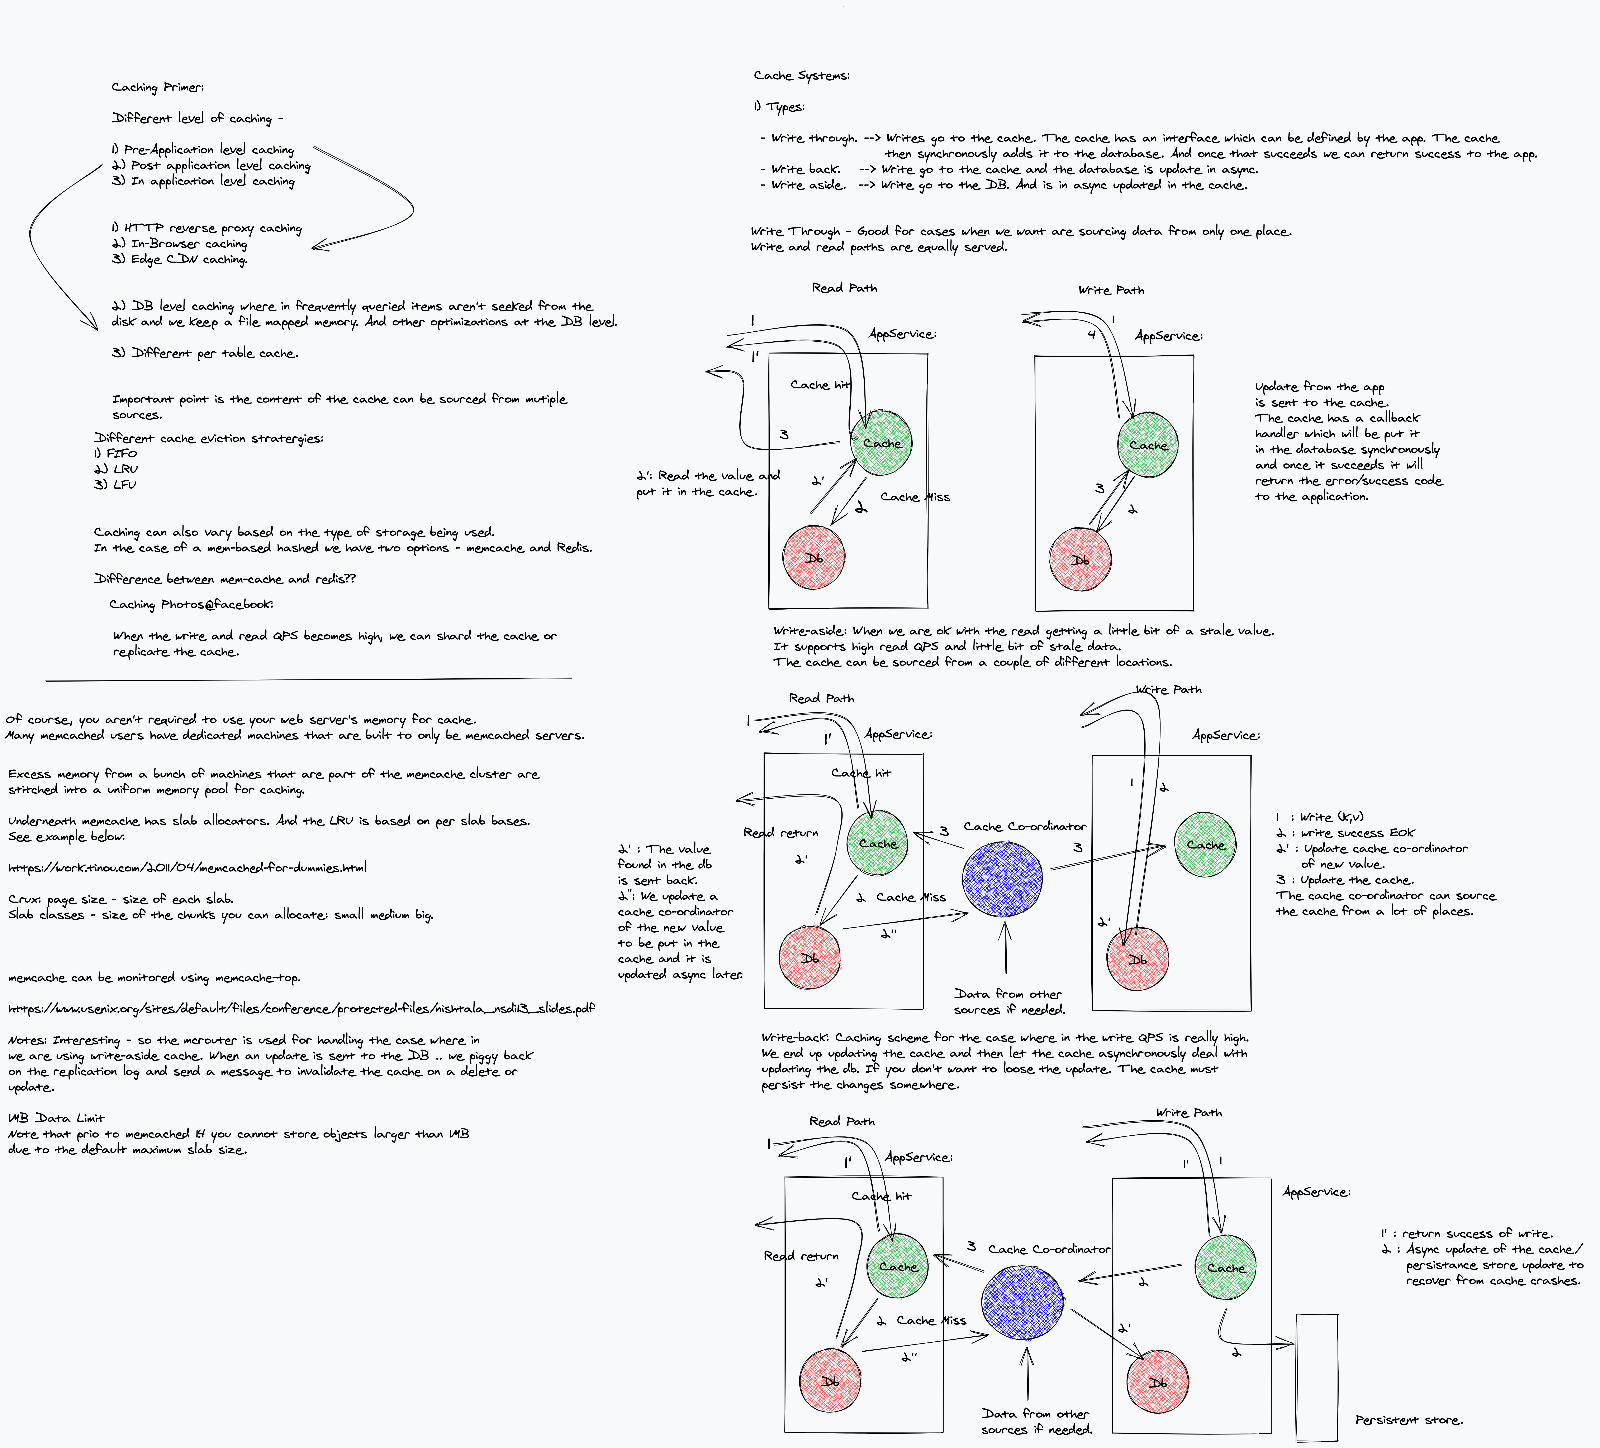 Caching Primer:
Different level of caching -
1) Pre-Application level caching
2) Post application level caching
3) In application level caching
1) HTTP reverse proxy caching
2) In-Browser caching
3) Edge CDN caching.
2) DB level caching where in frequently queried items aren't seeked from the
disk and we keep a file mapped memory. And other optimizations at the DB level.
3) Different per table cache.
Important point is the content of the cache can be sourced from mutiple
sources.
Different cache eviction stratergies:
1) FIFO
2) LRU
3) LFU
Caching can also vary based on the type of storage being used.
In the case of a mem-based hashed we have two options - memcache and Redis.
Difference between mem-cache and redis??
Caching Photos@facebook:
When the write and read QPS becomes high, we can shard the cache or
replicate the cache.
Of course, you aren't required to use your web server's memory for cache.
Many memcached users have dedicated machines that are built to only be memcached servers.
Excess memory from a bunch of machines that are part of the memcache cluster are
stitched into a uniform memory pool for caching.
Underneath memcache has slab allocators. And the LRU is based on per slab bases.
See example below:
https://work.tinou.com/2011/04/memcached-for-dummies.html
Crux: page size - size of each slab.
Slab classes - size of the chunks you can allocate: small medium big.
memcache can be monitored using memcache-top.
https://www.usenix.org/sites/default/files/conference/protected-files/nishtala_nsdi13_slides.pdf
Notes: Interesting - so the mcrouter is used for handling the case where in
we are using write-aside cache. When an update is sent to the DB .. we piggy back
on the replication log and send a message to invalidate the cache on a delete or
update.
1MB Data Limit
Note that prio to memcached 1.4 you cannot store objects larger than 1MB
due to the default maximum slab size.
Cache Systems:
1) Types:
- Write through. --> Writes go to the cache. The cache has an interface which can be defined by the app. The cache
then synchronously adds it to the database. And once that succeeds we can return success to the app.
- Write back. --> Write go to the cache and the database is update in async.
- Write aside. --> Write go to the DB. And is in async updated in the cache.
Write Through - Good for cases when we want are sourcing data from only one place.
Write and read paths are equally served.
Read Path
1
AppService:
1'
Cache hit
3
Cache
2': Read the value and
put it in the cache.
2'
Cache Miss
2
Db
Write Path
1
4
AppService:
Cache
3
2
Db
Update from the app
is sent to the cache.
The cache has a callback
handler which will be put it
in the database synchronously
and once it succeeds it will
return the error/success code
to the application.
Write-aside: When we are ok with the read getting a little bit of a stale value.
It supports high read QPS and little bit of stale data.
The cache can be sourced from a couple of different locations.
Read Path
1
1'
AppService:
Cache hit
Read return
Cache
3
Cache Co-ordinator
2'
2 Cache Miss
2''
Db
2' : The value
found in the db
is sent back.
2'': We update a
cache co-ordinator
of the new value
to be put in the
cache and it is
updated async later.
Data from other
sources if needed.
Write Path
AppService:
1
2
3
Cache
2'
Db
1 : Write (k,v)
2 : write success EOK
2' : Update cache co-ordinator
of new value.
3 : Update the cache.
The cache co-ordinator can source
the cache from a lot of places.
Write-back: Caching scheme for the case where in the write QPS is really high.
We end up updating the cache and then let the cache asynchronously deal with
updating the db. If you don't want to loose the update. The cache must
persist the changes somewhere.
Read Path
1
1'
AppService:
Cache hit
Read return
Cache
3
Cache Co-ordinator
2'
2 Cache Miss
2''
Db
Data from other
sources if needed.
Write Path
1'
1
AppService:
Cache
2
2'
2
Db
Persistent store.
1' : return success of write.
2 : Async update of the cache/
persistance store update to
recover from cache crashes.